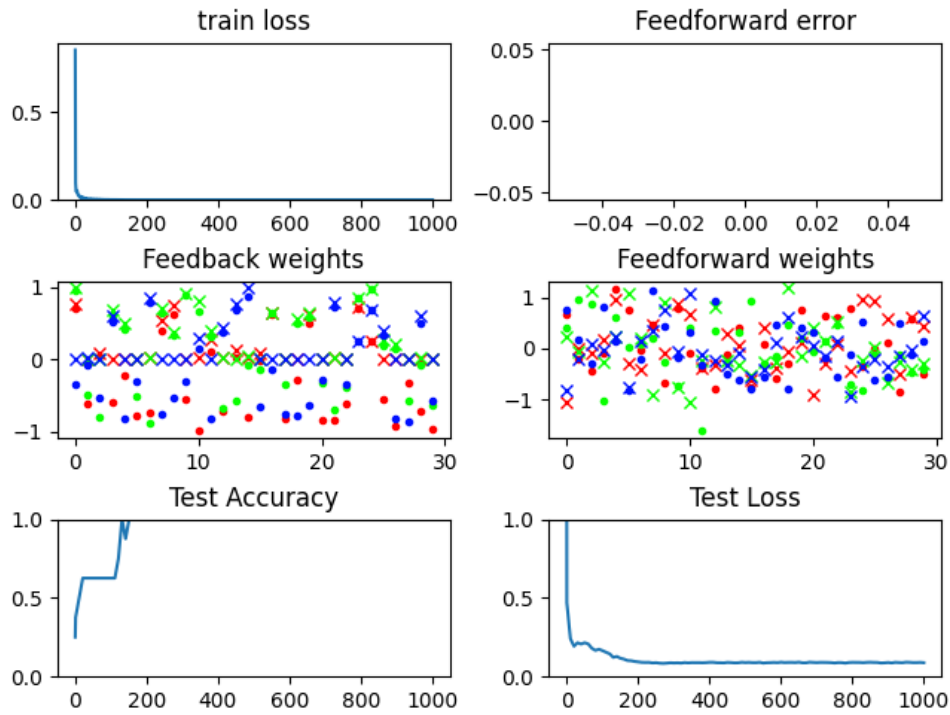 train loss
0.5
0.0
0 200 400 600 800 1000
Feedforward error
0.05
0.00
−0.05
−0.04 −0.02 0.00 0.02 0.04
Feedback weights
1
0
−1
0 10 20 30
Feedforward weights
1
0
−1
0 10 20 30
Test Accuracy
1.0
0.5
0.0
0 200 400 600 800 1000
Test Loss
1.0
0.5
0.0
0 200 400 600 800 1000